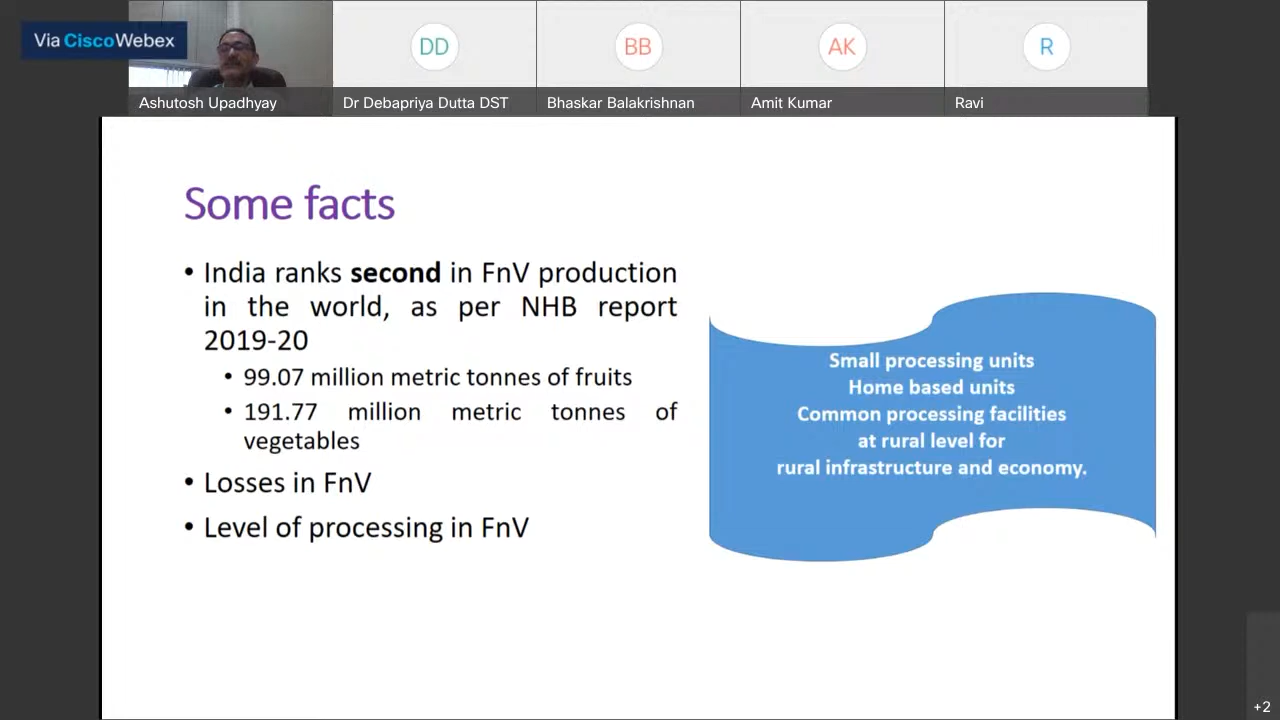 Via Cisco Webex
DD
BB
AK
R
Ashutosh Upadhyay
Dr Debapriya Dutta DST
Bhaskar Balakrishnan
Amit Kumar
Ravi
Some facts
• India ranks second in FnV production
in the world, as per NHB report
2019-20
• 99.07 million metric tonnes of fruits
• 191.77 million metric tonnes of
vegetables
• Losses in FnV
• Level of processing in FnV
Small processing units
Home based units
Common processing facilities
at rural level for
rural infrastructure and economy.
+2